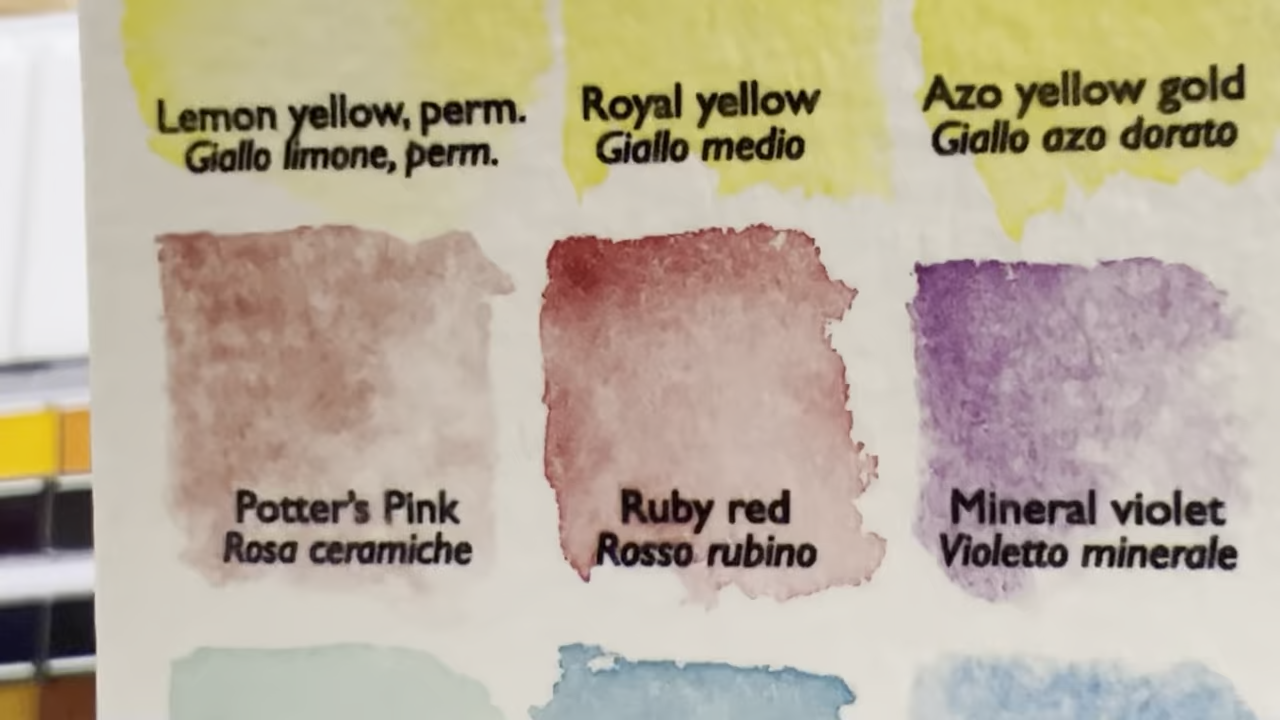 Lemon yellow, perm.
Giallo limone, perm.
Royal yellow
Giallo medio
Azo yellow gold
Giallo azo dorato
Potter's Pink
Rosa ceramiche
Ruby red
Rosso rubino
Mineral violet
Violetto minerale